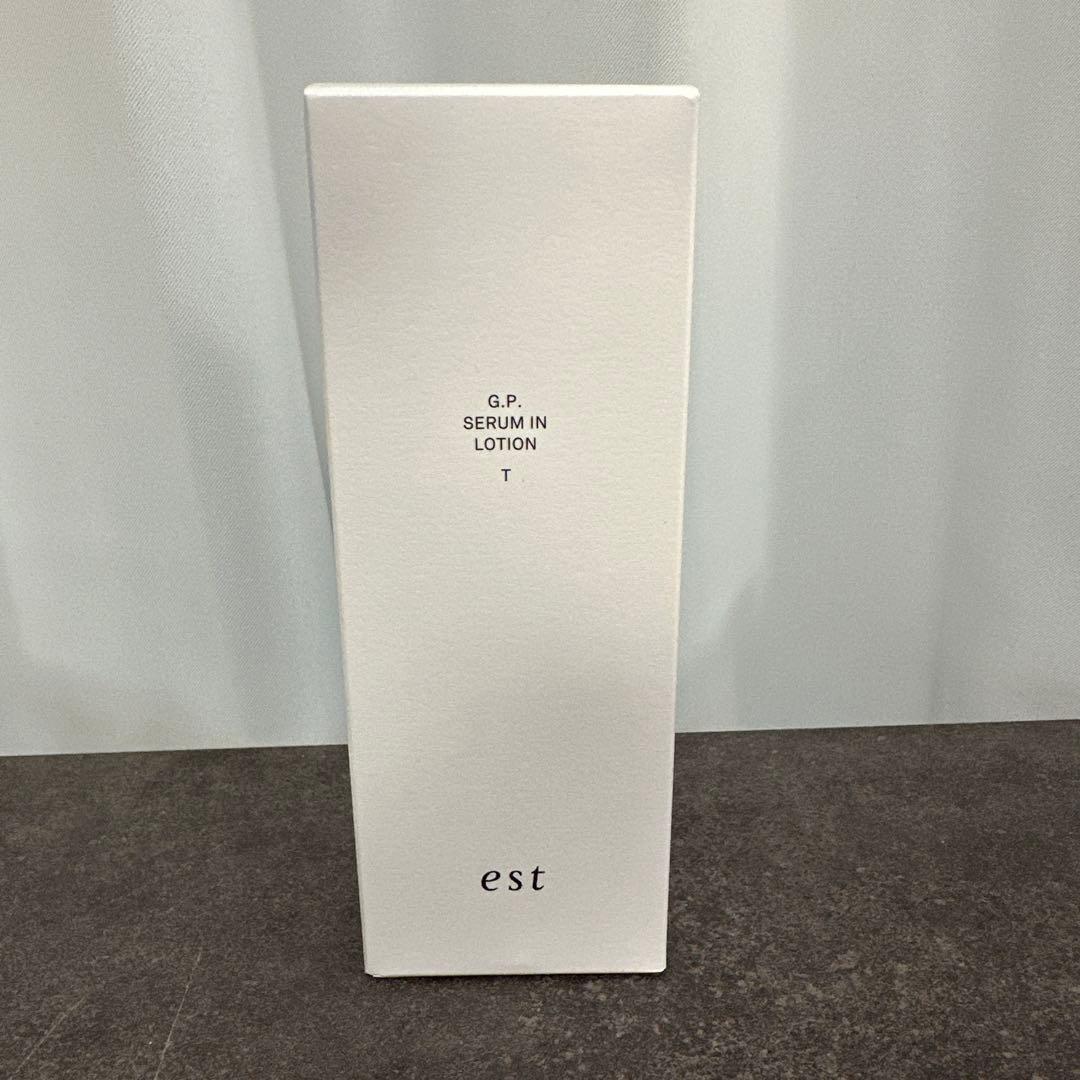 G.P.
SERUM IN
LOTION
T
est